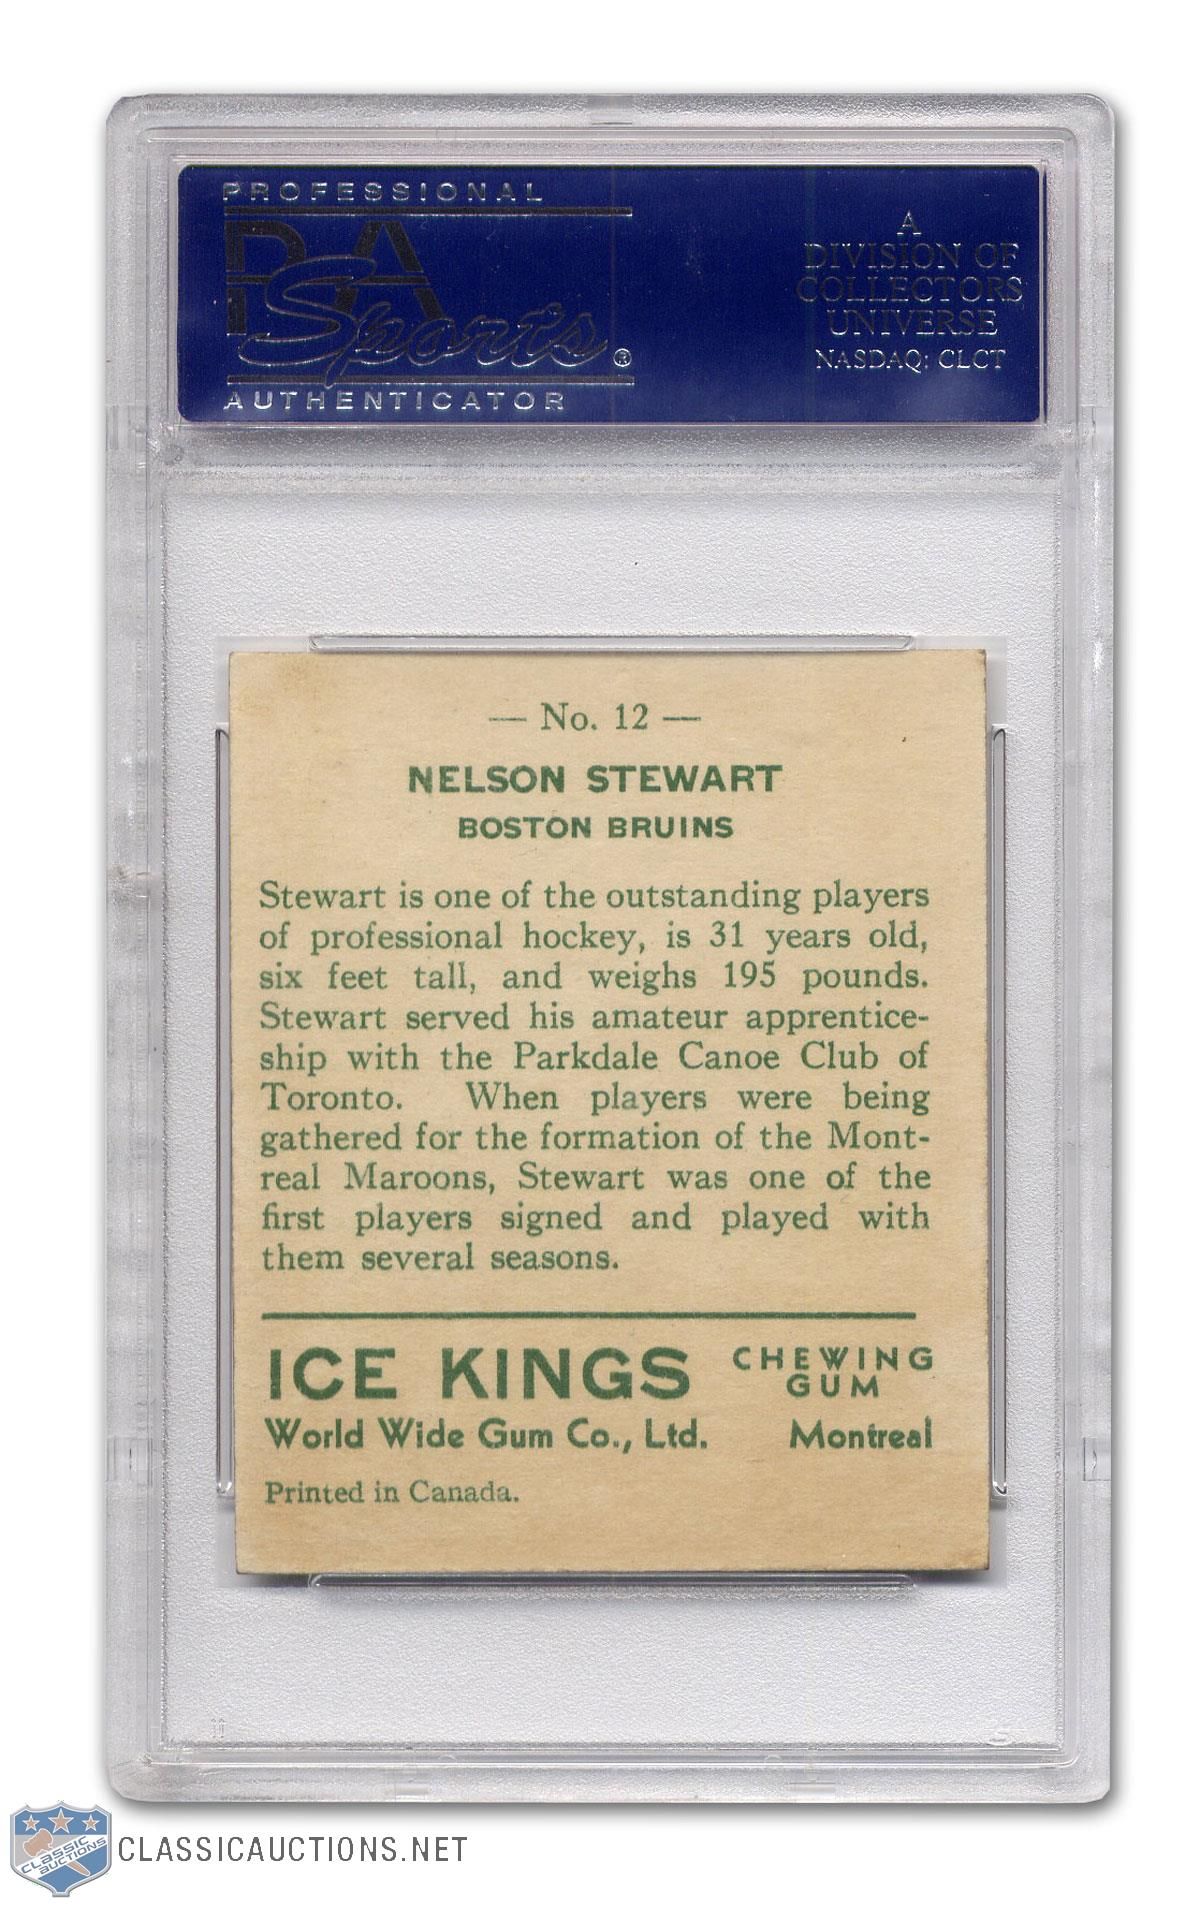 PROFESSIONAL
PSA
Sports®
AUTHENTICATOR
A
DIVISION OF
COLLECTORS
UNIVERSE
NASDAQ: CLCT
— No. 12 —
NELSON STEWART
BOSTON BRUINS
Stewart is one of the outstanding players
of professional hockey, is 31 years old,
six feet tall, and weighs 195 pounds.
Stewart served his amateur apprentice-
ship with the Parkdale Canoe Club of
Toronto. When players were being
gathered for the formation of the Mont-
real Maroons, Stewart was one of the
first players signed and played with
them several seasons.
ICE KINGS CHEWING
GUM
World Wide Gum Co., Ltd. Montreal
Printed in Canada.
CLASSIC
AUCTIONS
CLASSICAUCTIONS.NET